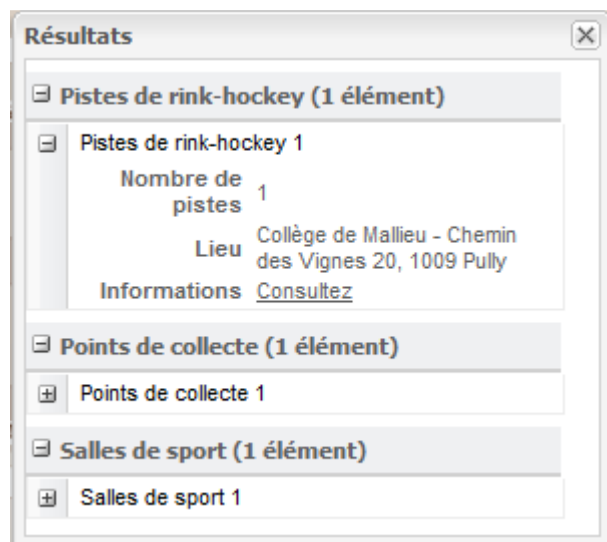 Résultats
Pistes de rink-hockey (1 élément)
Pistes de rink-hockey 1
Nombre de pistes 1
Lieu Collège de Mallieu - Chemin
des Vignes 20, 1009 Pully
Informations Consultez
Points de collecte (1 élément)
Points de collecte 1
Salles de sport (1 élément)
Salles de sport 1